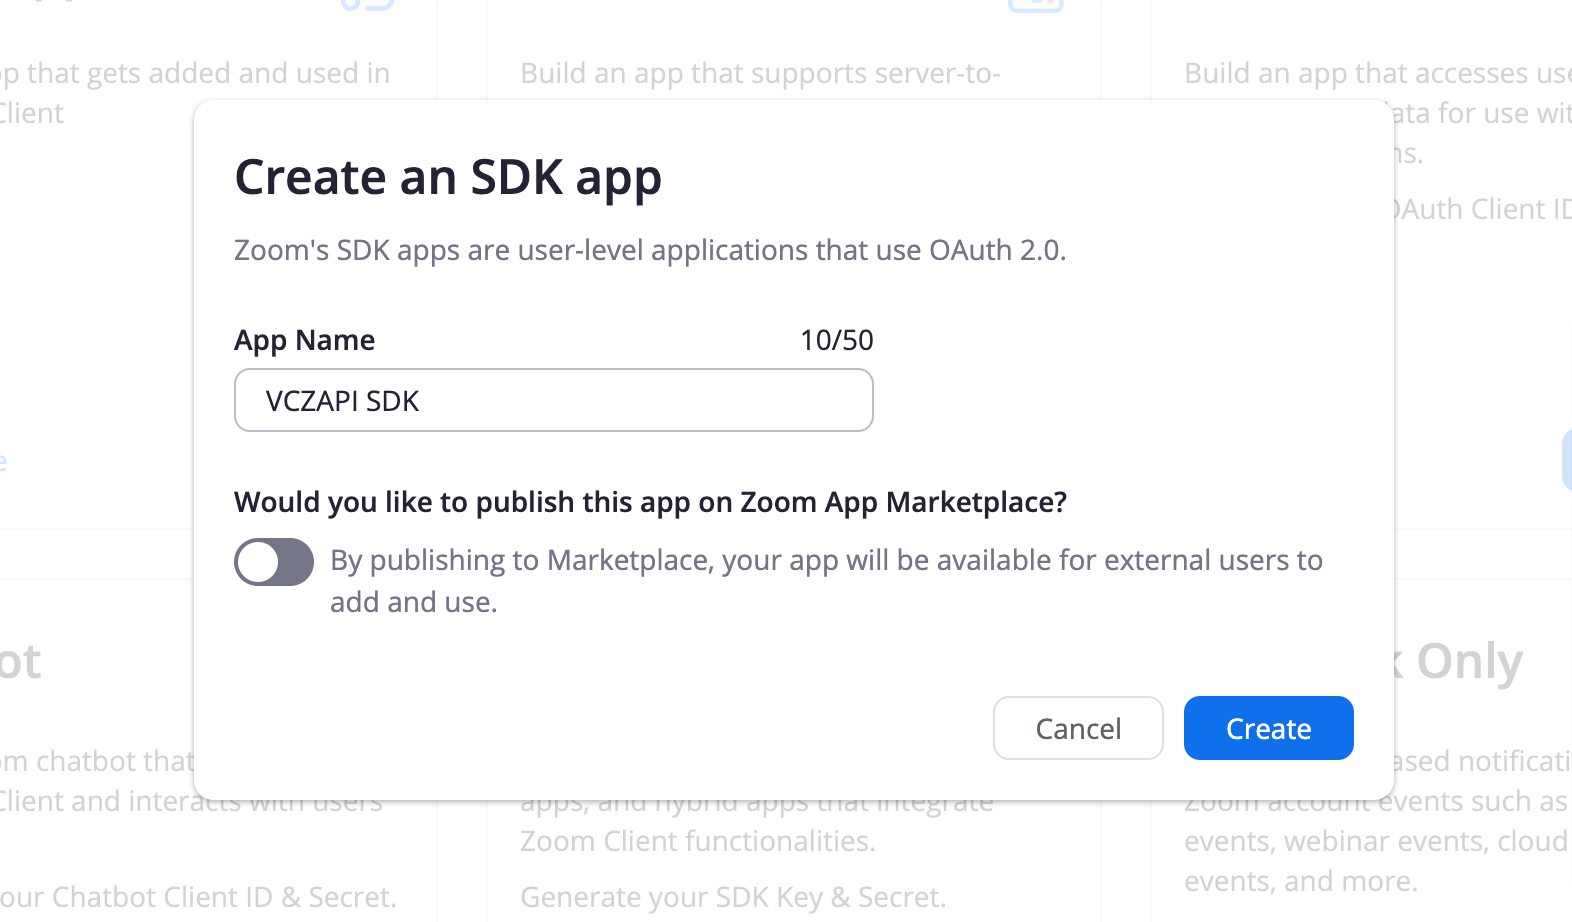 p that gets added and used in
Client
Build an app that supports server-to-
Build an app that accesses use
ata for use wit
ns.
OAuth Client ID
Create an SDK app
Zoom's SDK apps are user-level applications that use OAuth 2.0.
App Name 10/50
VCZAPI SDK
Would you like to publish this app on Zoom App Marketplace?
By publishing to Marketplace, your app will be available for external users to
add and use.
Cancel Create
e
ot
k Only
om chatbot that
Client and interacts with users
our Chatbot Client ID & Secret.
apps, and hybrid apps that integrate
Zoom Client functionalities.
Generate your SDK Key & Secret.
ased notificati
Zoom account events such as
events, webinar events, cloud
events, and more.